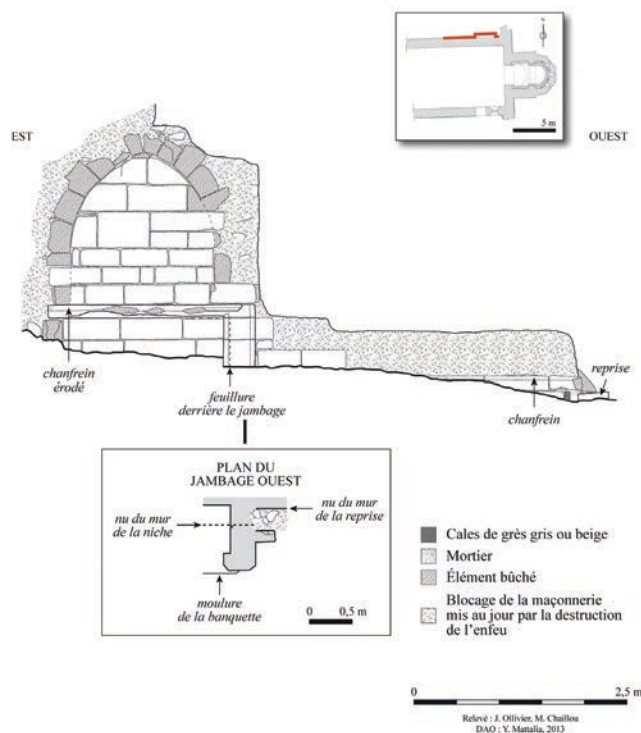 N
5 m
EST
OUEST
chanfrein
érodé
feuillure
derrière le jambage
chanfrein
reprise
PLAN DU
JAMBAGE OUEST
nu du mur
de la niche
nu du mur
de la reprise
moulure
de la banquette
0 0,5 m
Cales de grès gris ou beige
Mortier
Élément bûché
Blocage de la maçonnerie
mis au jour par la destruction
de l'enfeu
0 2,5 m
Relevé : J. Ollivier, M. Chaillou
DAO : Y. Mattalia, 2013